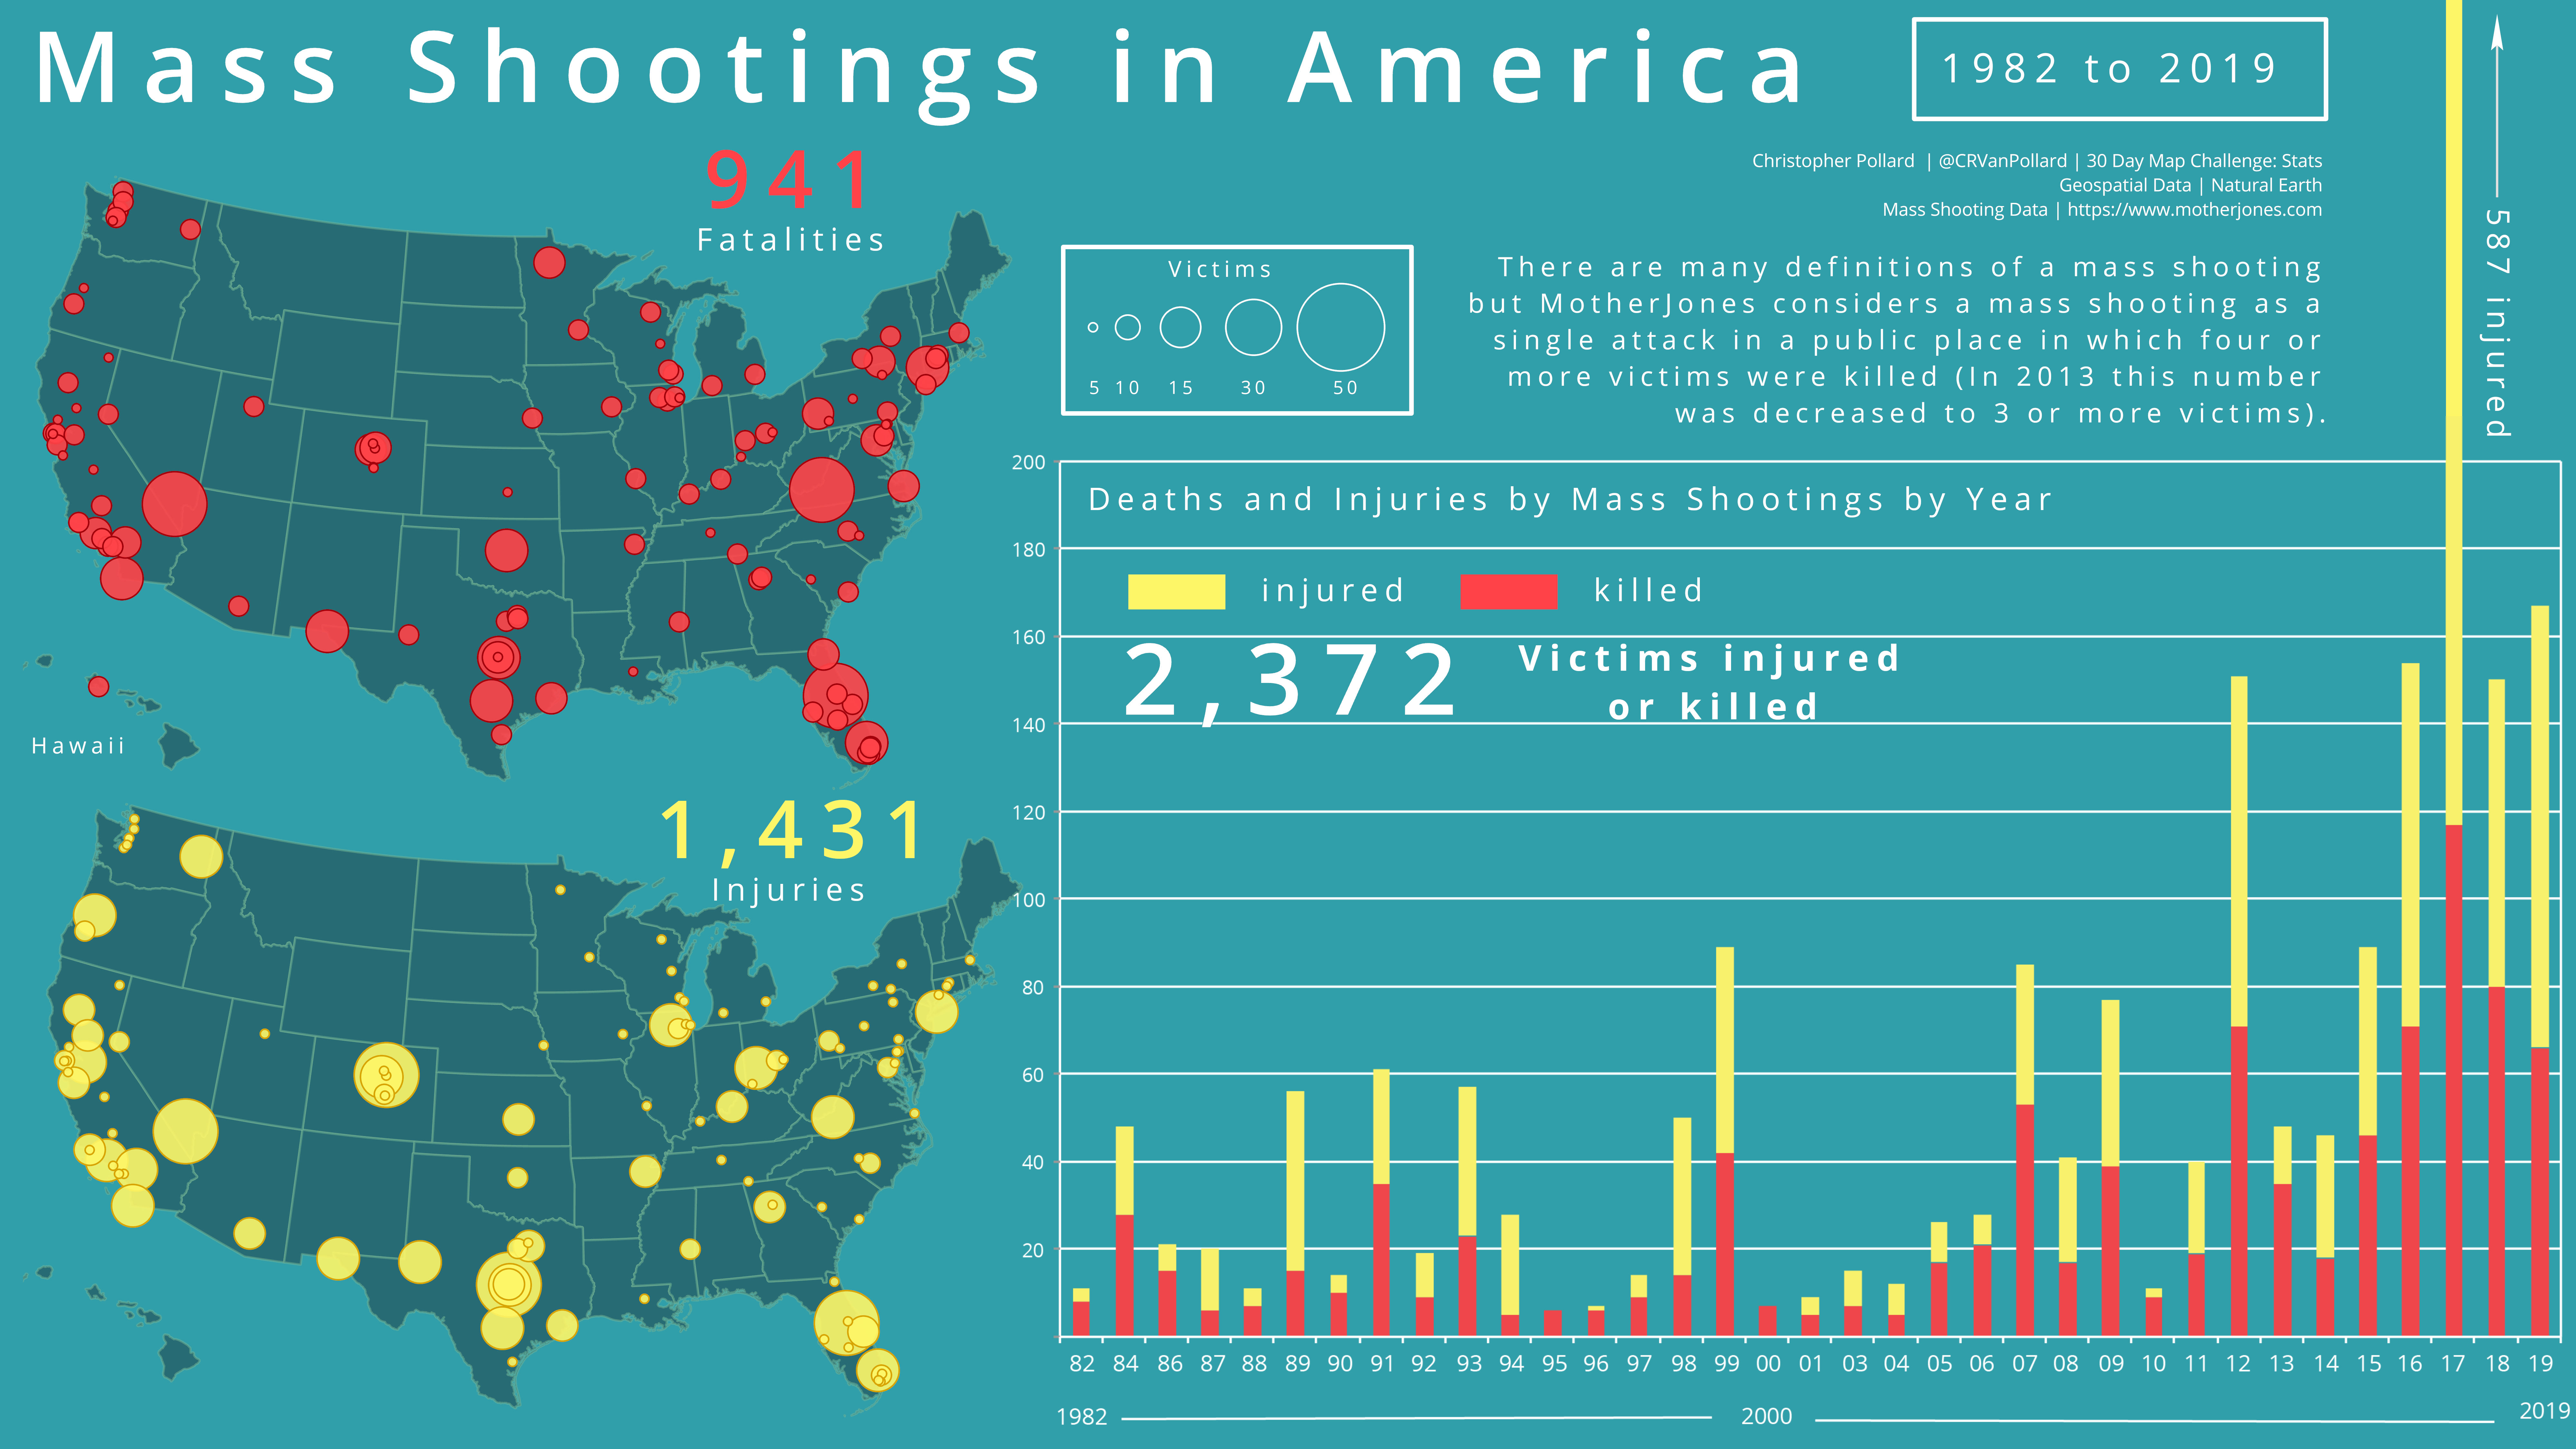 Mass Shootings in America
1982 to 2019
Christopher Pollard | @CRVanPollard | 30 Day Map Challenge: Stats
Geospatial Data | Natural Earth
Mass Shooting Data | https://www.motherjones.com
941
Fatalities
Victims
5 10 15 30 50
There are many definitions of a mass shooting
but MotherJones considers a mass shooting as a
single attack in a public place in which four or
more victims were killed (In 2013 this number
was decreased to 3 or more victims).
587 injured
Hawaii
1,431
Injuries
Deaths and Injuries by Mass Shootings by Year
injured killed
2,372
Victims injured
or killed
200
180
160
140
120
100
80
60
40
20
82 84 86 87 88 89 90 91 92 93 94 95 96 97 98 99 00 01 03 04 05 06 07 08 09 10 11 12 13 14 15 16 17 18 19
1982 2000 2019